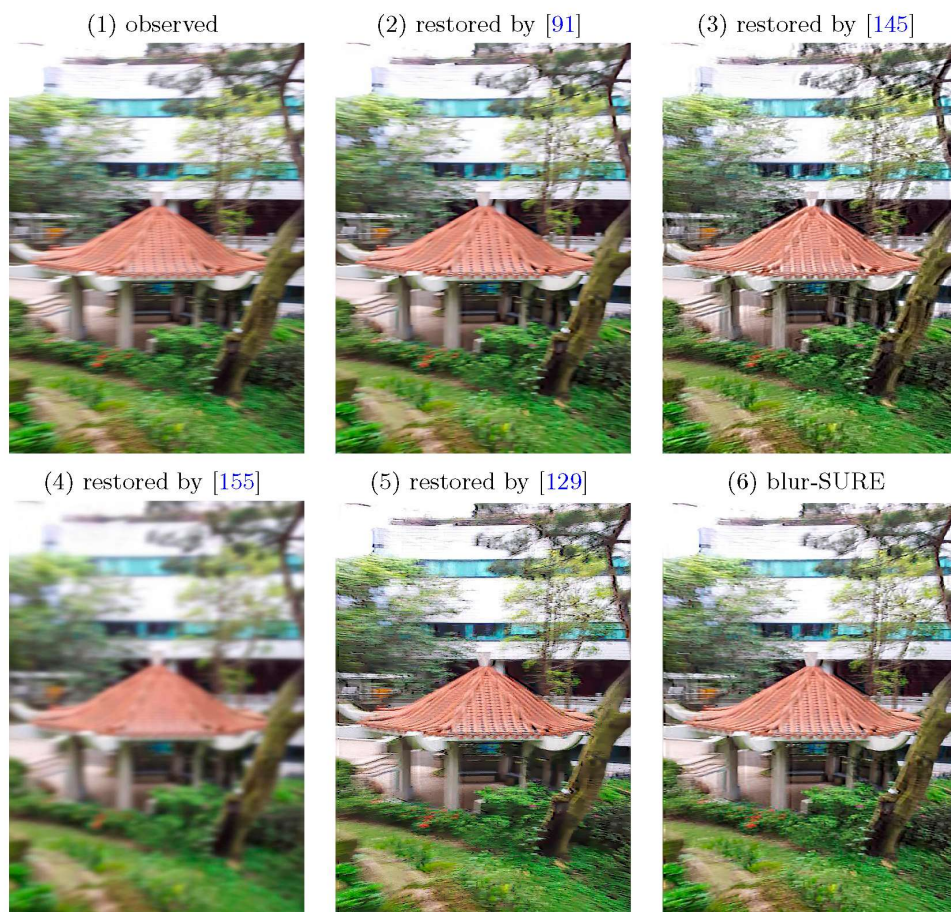 (1) observed
(2) restored by [91]
(3) restored by [145]
(4) restored by [155]
(5) restored by [129]
(6) blur-SURE